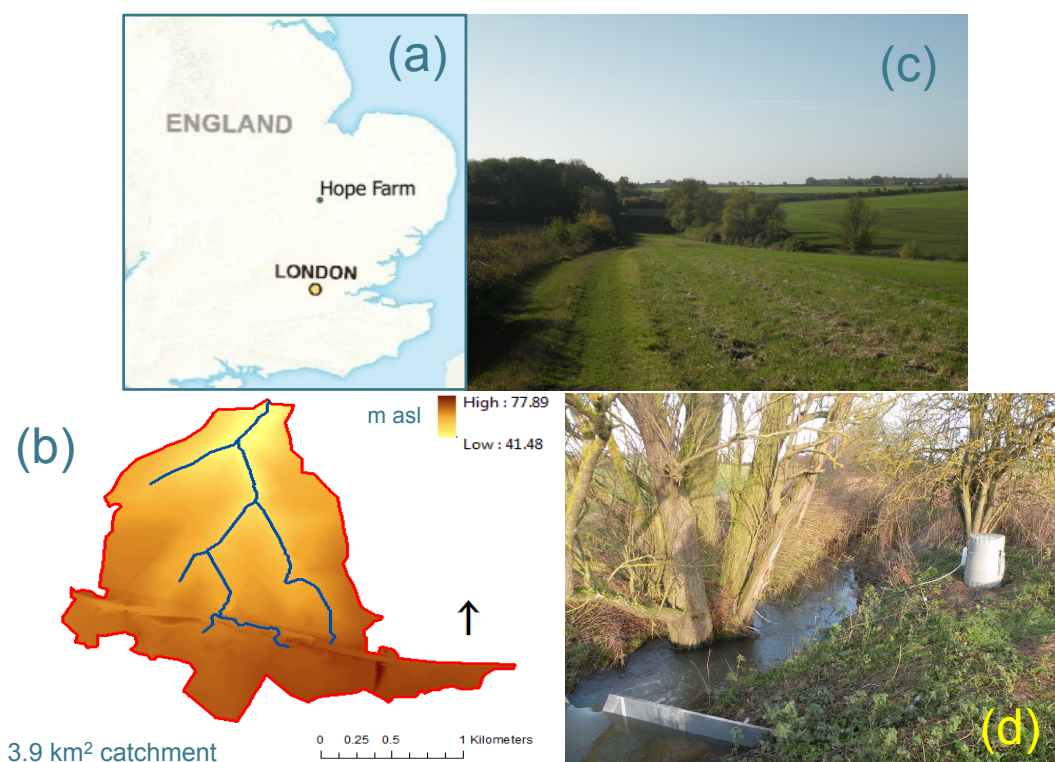 (a)
ENGLAND
Hope Farm
LONDON
(c)
(b)
m asl
High : 77.89
Low : 41.48
↑
0 0.25 0.5 1 Kilometers
3.9 km² catchment
(d)